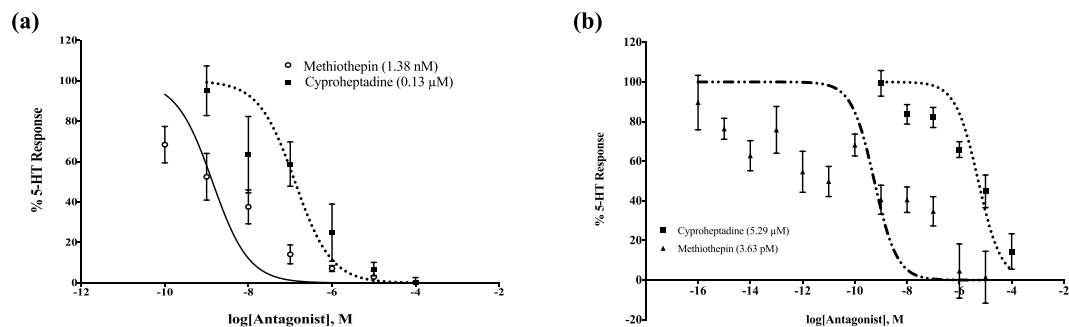 (a)
120
100
80
60
40
20
0
% 5-HT Response
Methiothepin (1.38 nM)
Cyproheptadine (0.13 µM)
-12
-10
-8
-6
-4
-2
log[Antagonist], M
(b)
120
100
80
60
40
20
0
-20
% 5-HT Response
Cyproheptadine (5.29 µM)
Methiothepin (3.63 pM)
-16
-14
-12
-10
-8
-6
-4
-2
log[Antagonist], M